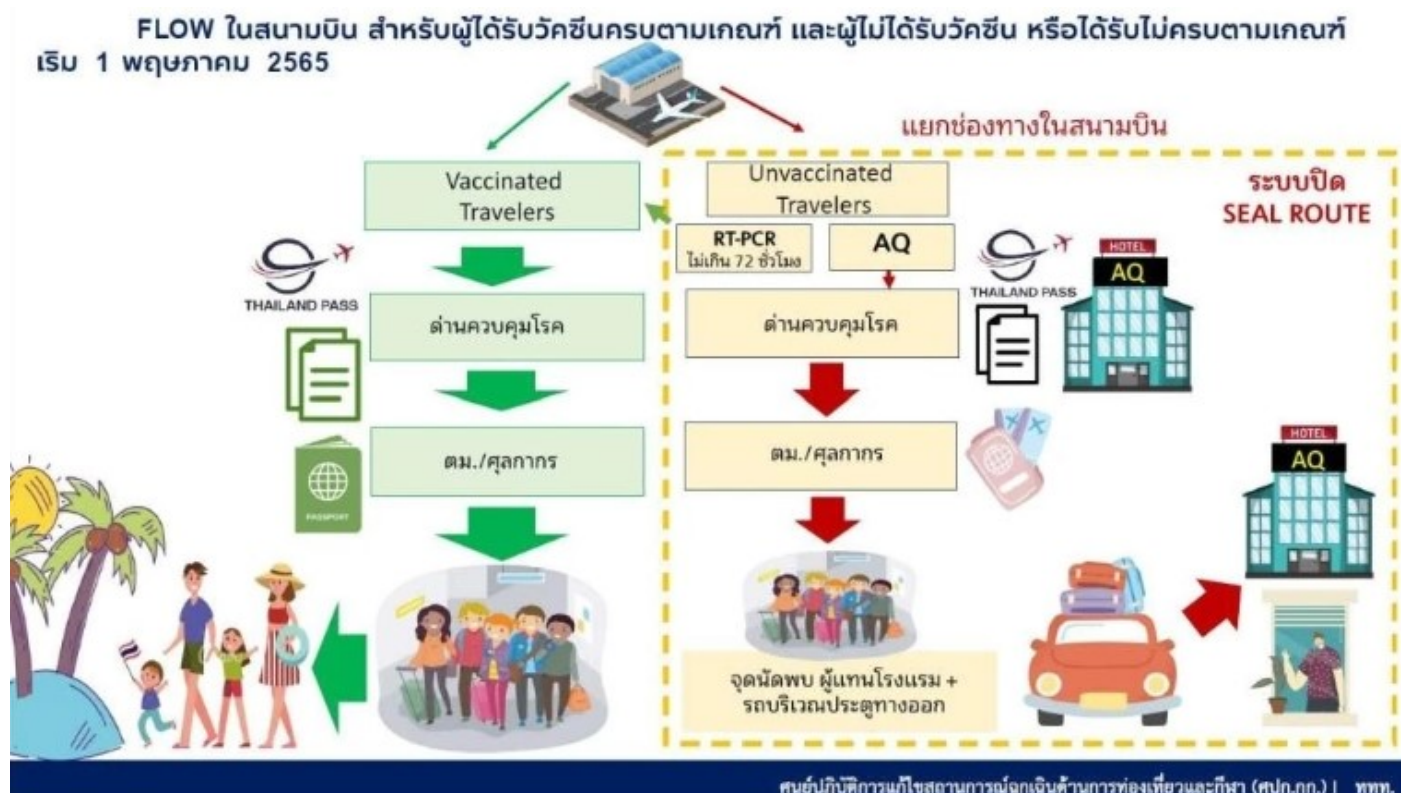 FLOW ในสนามบิน สำหรับผู้ได้รับวัคซีนครบตามเกณฑ์ และผู้ไม่ได้รับวัคซีน หรือได้รับไม่ครบตามเกณฑ์
เริ่ม 1 พฤษภาคม 2565
แยกช่องทางในสนามบิน
Vaccinated
Travelers
Unvaccinated
Travelers
ระบบปิด
SEAL ROUTE
RT-PCR
ไม่เกิน 72 ชั่วโมง
AQ
THAILAND PASS
ด่านควบคุมโรค
ด่านควบคุมโรค
THAILAND PASS
HOTEL
AQ
ตม./ศุลกากร
PASSPORT
ตม./ศุลกากร
HOTEL
AQ
จุดนัดพบ ผู้แทนโรงแรม +
รถบริเวณประตูทางออก
ศูนย์ปฏิบัติการแก้ไขสถานการณ์ฉุกเฉินด้านการท่องเที่ยวและกีฬา (ศปก.กก.) | ททท.